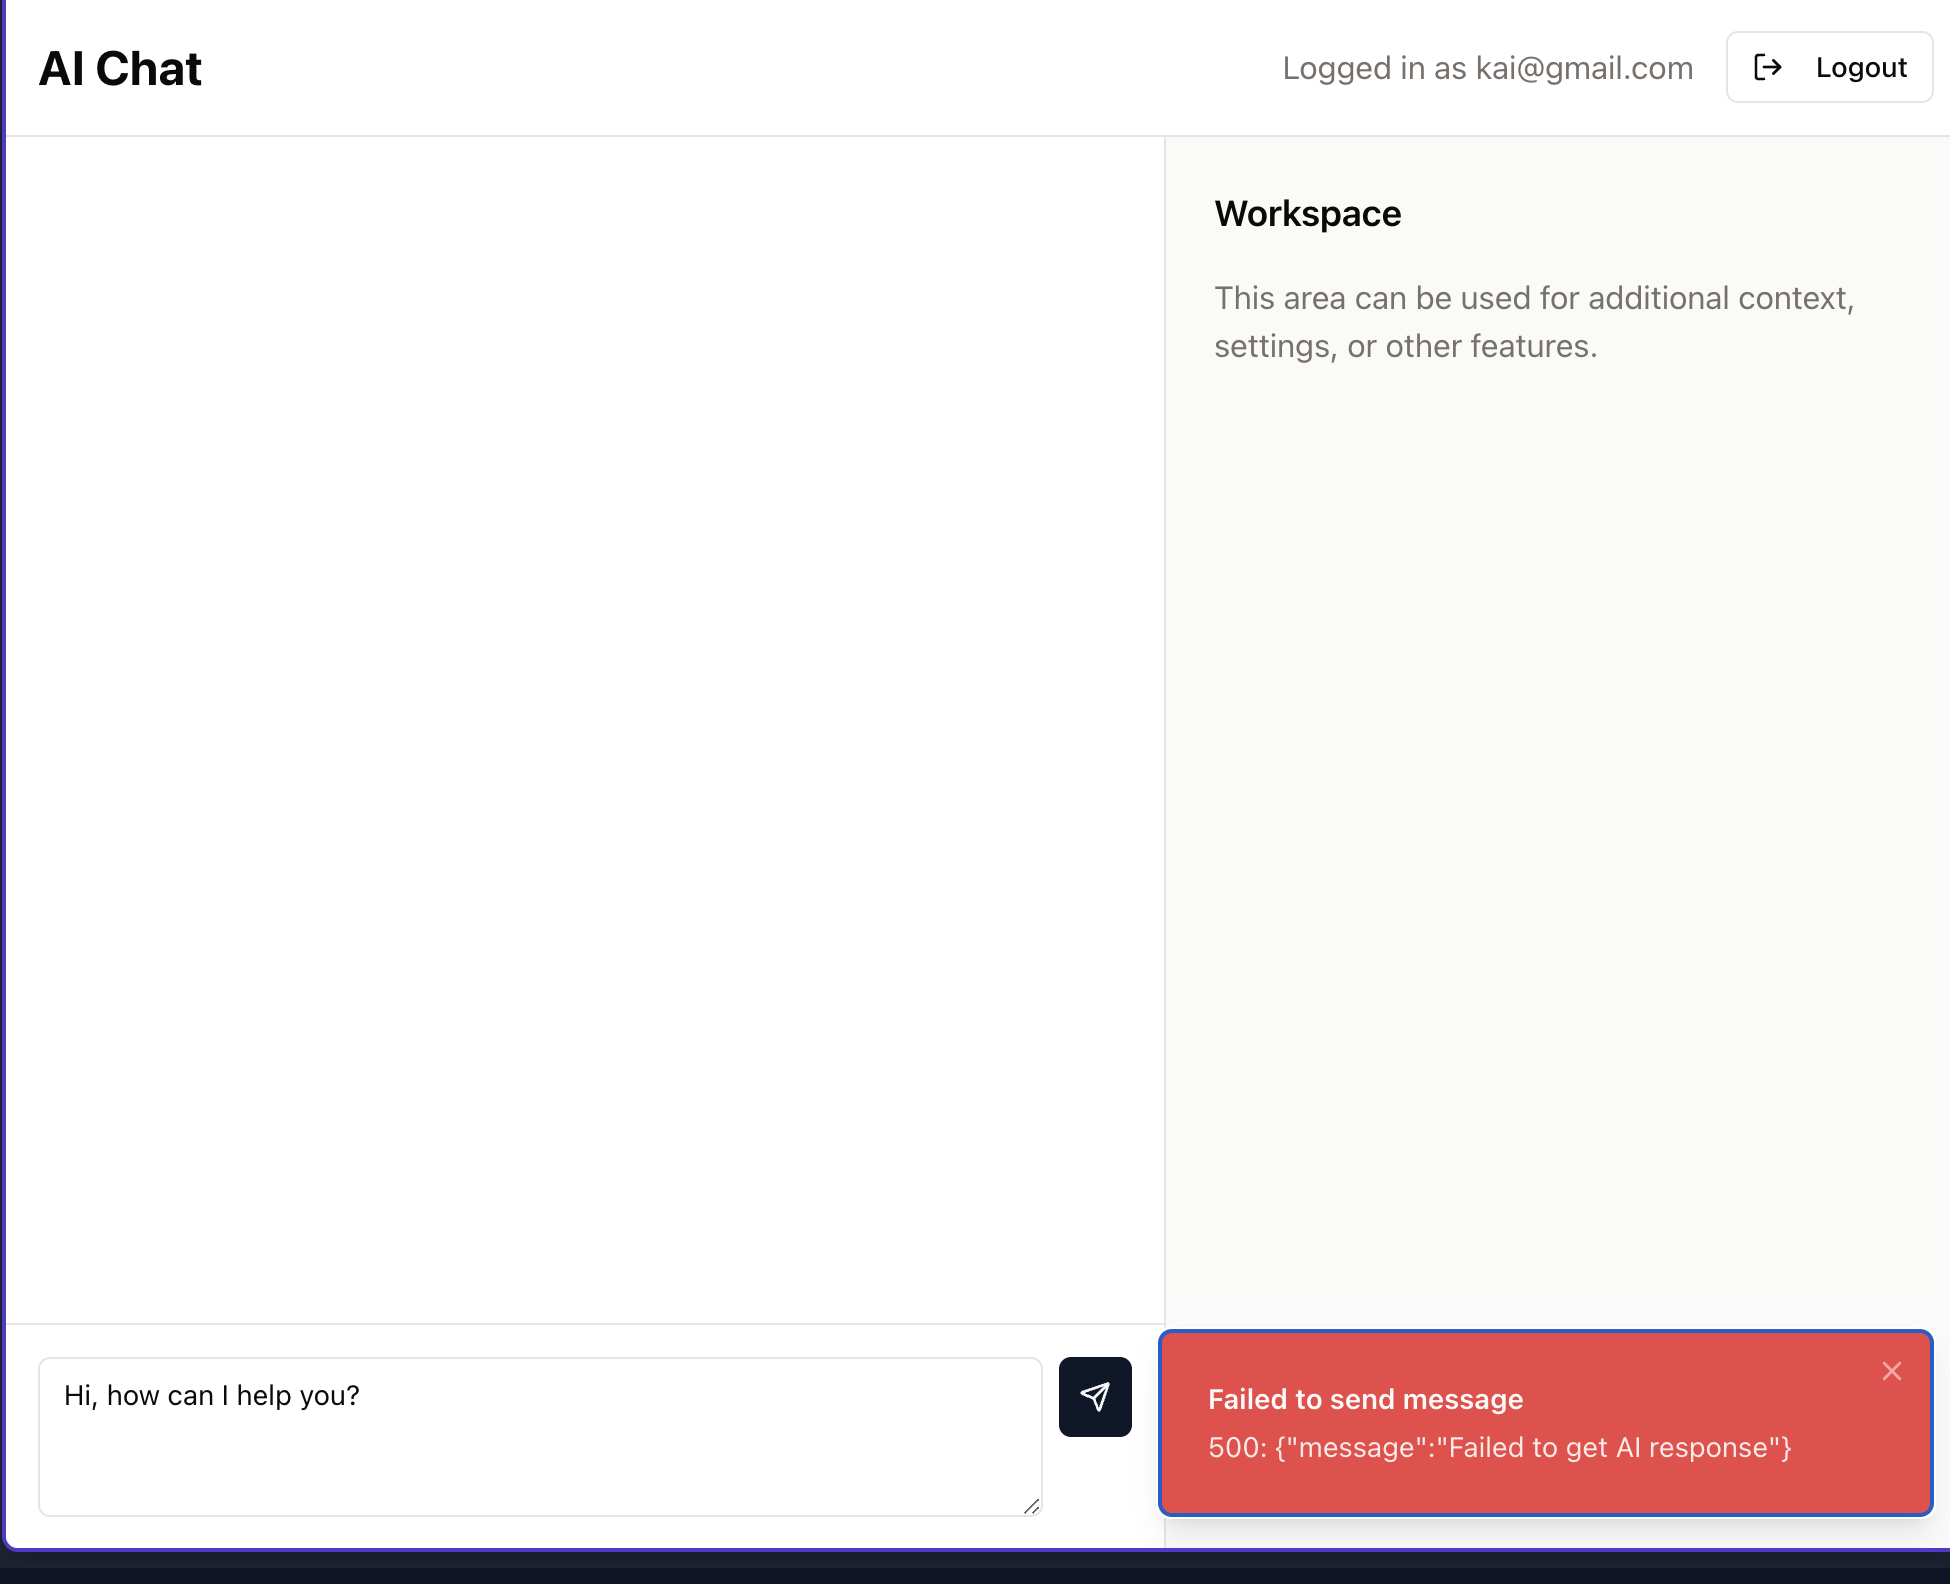 AI Chat
Logged in as kai@gmail.com
Logout
Workspace
This area can be used for additional context,
settings, or other features.
Hi, how can I help you?
Failed to send message
500: {"message":"Failed to get AI response"}